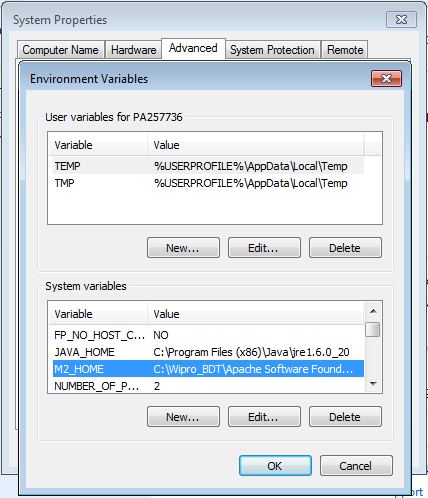 System Properties
Computer Name Hardware Advanced System Protection Remote
Environment Variables
User variables for PA257736
Variable Value
TEMP %USERPROFILE%\AppData\Local\Temp
TMP %USERPROFILE%\AppData\Local\Temp
New... Edit... Delete
System variables
Variable Value
FP_NO_HOST_C... NO
JAVA_HOME C:\Program Files (x86)\Java\jre1.6.0_20
M2_HOME C:\Wipro_BDT\Apache Software Found...
NUMBER_OF_P... 2
New... Edit... Delete
OK Cancel